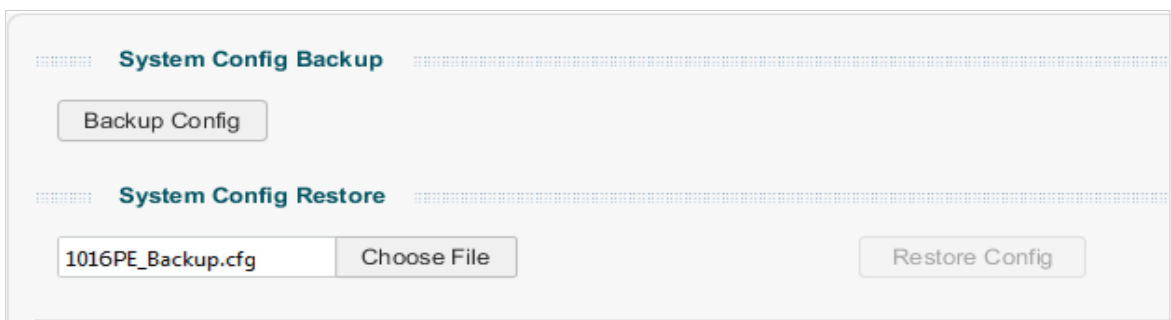 System Config Backup
Backup Config
System Config Restore
1016PE_Backup.cfg Choose File Restore Config